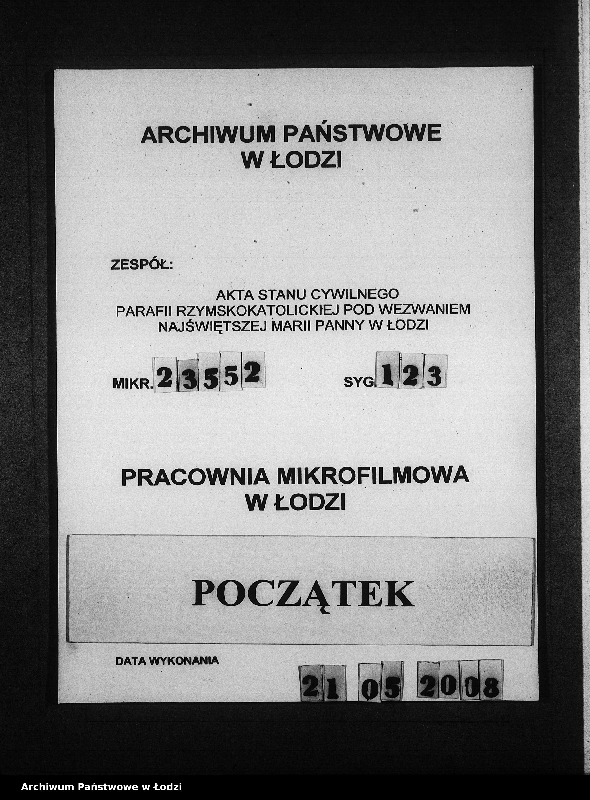 ARCHIWUM PAŃSTWOWE
W ŁODZI
ZESPÓŁ:
AKTA STANU CYWILNEGO
PARAFII RZYMSKOKATOLICKIEJ POD WEZWANIEM
NAJŚWIĘTSZEJ MARII PANNY W ŁODZI
MIKR. 23552 SYG. 123
PRACOWNIA MIKROFILMOWA
W ŁODZI
POCZĄTEK
DATA WYKONANIA 21 05 2008
Archiwum Państwowe w Łodzi